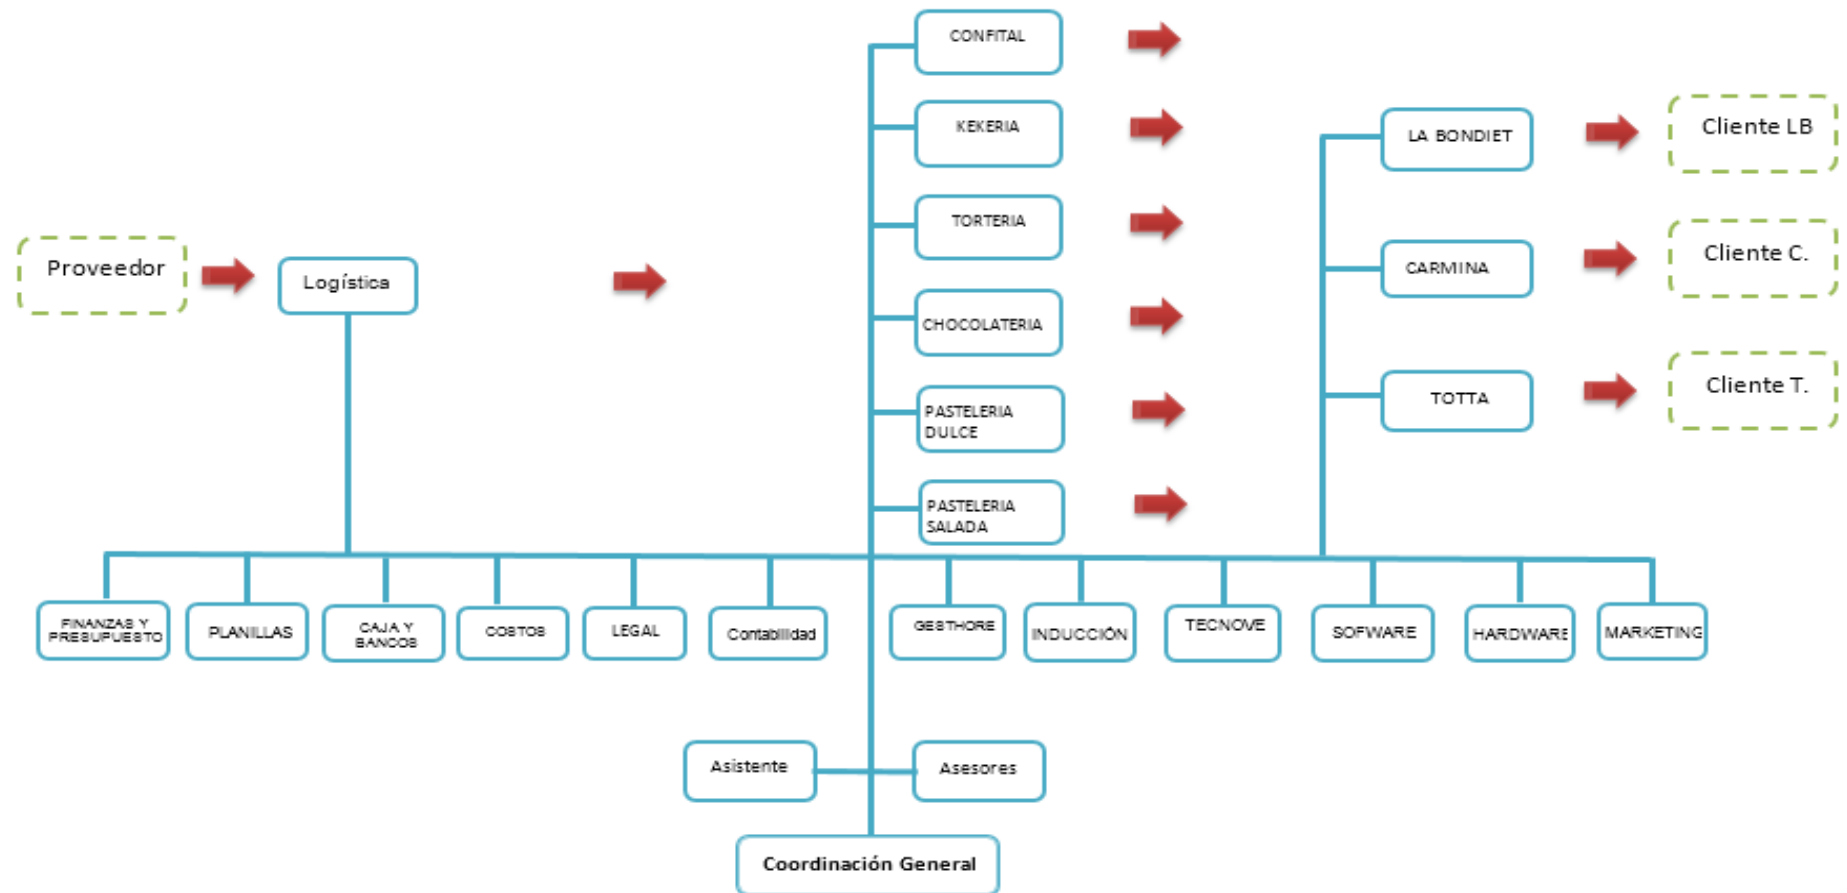 CONFITAL
KEKERIA
LA BONDIET
Cliente LB
TORTERIA
Proveedor
Logística
CARMINA
Cliente C.
CHOCOLATERIA
PASTELERIA
DULCE
TOTTA
Cliente T.
PASTELERIA
SALADA
FINANZAS Y
PRESUPUESTO
PLANILLAS
CAJA Y
BANCOS
COSTOS
LEGAL
Contabilidad
GESTHORE
INDUCCIÓN
TECNOVE
SOFWARE
HARDWARE
MARKETING
Asistente
Asesores
Coordinación General